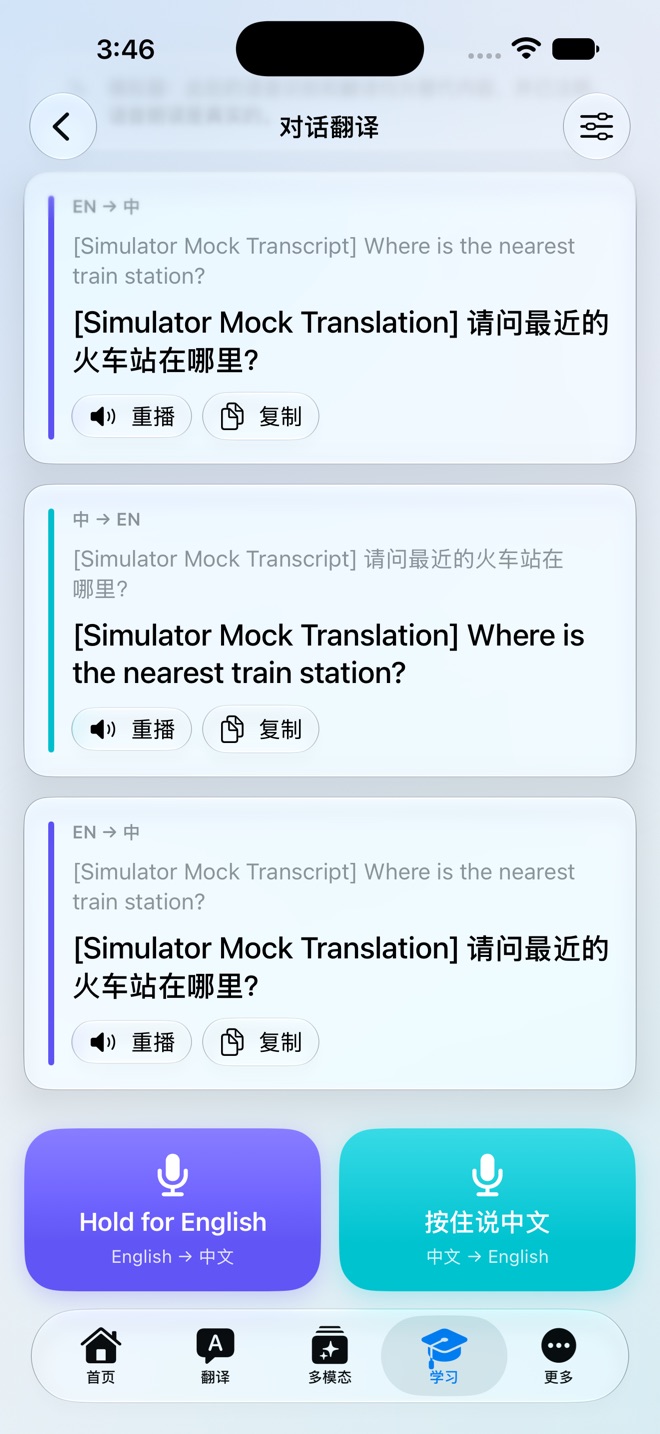 3:46
对话翻译
EN → 中
[Simulator Mock Transcript] Where is the nearest
train station?
[Simulator Mock Translation] 请问最近的
火车站在哪里?
重播 复制
中 → EN
[Simulator Mock Transcript] 请问最近的火车站在
哪里?
[Simulator Mock Translation] Where is
the nearest train station?
重播 复制
EN → 中
[Simulator Mock Transcript] Where is the nearest
train station?
[Simulator Mock Translation] 请问最近的
火车站在哪里?
重播 复制
Hold for English 按住说中文
English → 中文 中文 → English
A
首页 翻译 多模态 学习 更多